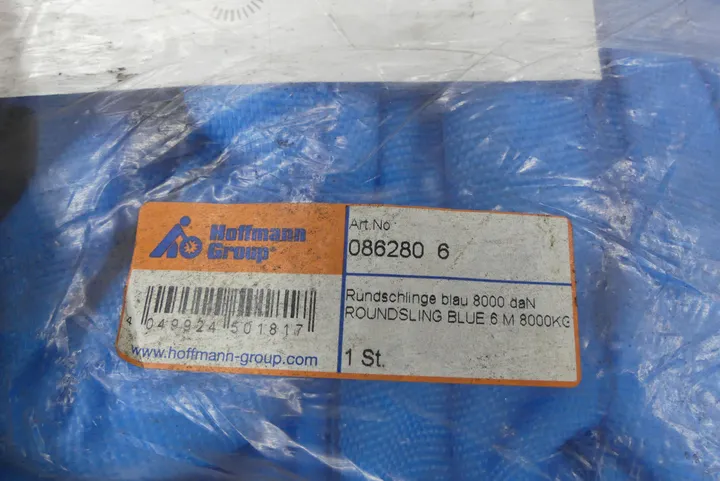 Hoffmann
Group
Art.No
086280 6
Rundschlinge blau 8000 daN
ROUNDSLING BLUE 6 M 8000KG
4 049924 501817
www.hoffmann-group.com
1 St.